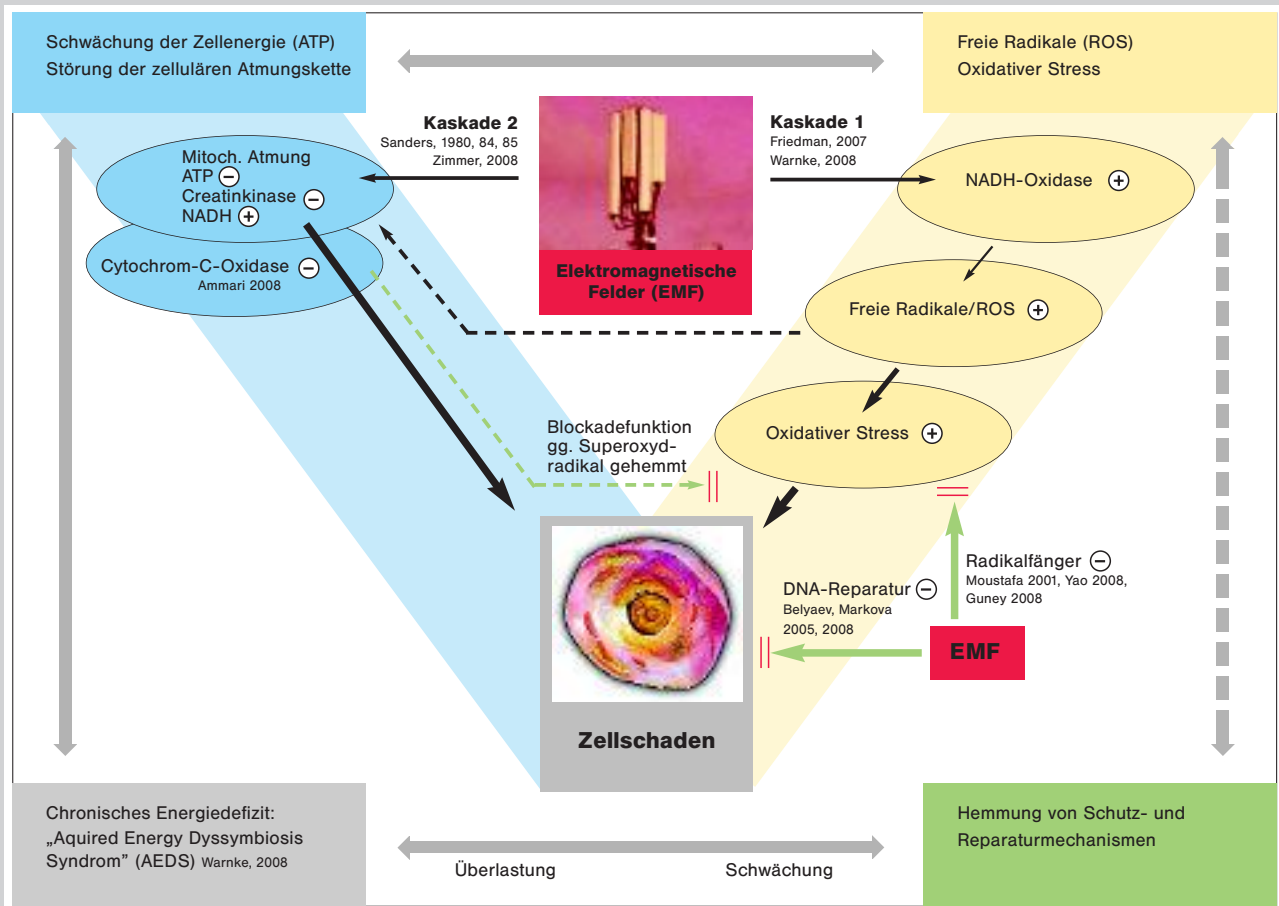 Schwächung der Zellenergie (ATP)
Störung der zellulären Atmungskette
Freie Radikale (ROS)
Oxidativer Stress
Kaskade 2
Sanders, 1980, 84, 85
Zimmer, 2008
Kaskade 1
Friedman, 2007
Warnke, 2008
Mitoch. Atmung
ATP ⊖
Creatinkinase ⊖
NADH ⊕
NADH-Oxidase ⊕
Cytochrom-C-Oxidase ⊖
Ammari 2008
Elektromagnetische
Felder (EMF)
Freie Radikale/ROS ⊕
Oxidativer Stress ⊕
Blockadefunktion
gg. Superoxyd-
radikal gehemmt
Radikalfänger ⊖
Moustafa 2001, Yao 2008,
Guney 2008
DNA-Reparatur ⊖
Belyaev, Markova
2005, 2008
EMF
Zellschaden
Chronisches Energiedefizit:
„Aquired Energy Dyssymbiosis
Syndrom” (AEDS) Warnke, 2008
Überlastung
Schwächung
Hemmung von Schutz- und
Reparaturmechanismen